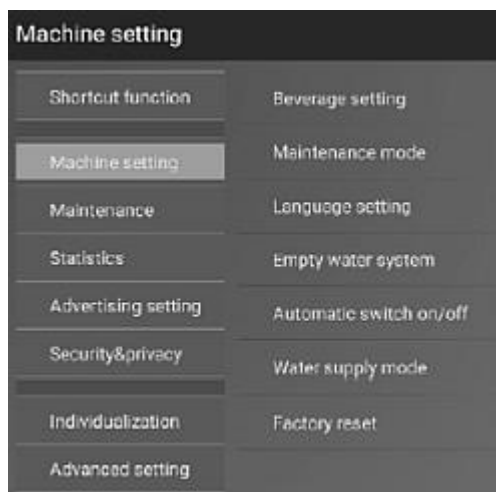 Machine setting
Shortcut function
Machine setting
Maintenance
Statistics
Advertising setting
Security&privacy
Individualization
Advanced setting
Beverage setting
Maintenance mode
Language setting
Empty water system
Automatic switch on/off
Water supply mode
Factory reset